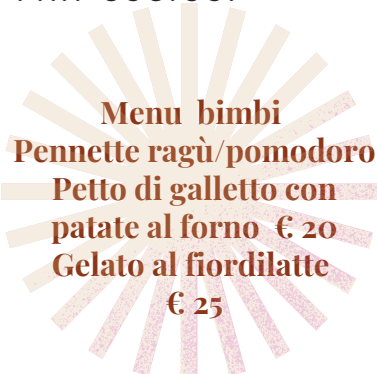 Menu bimbi
Pennette ragù/pomodoro
Petto di galletto con
patate al forno € 20
Gelato al fiordilatte
€ 25